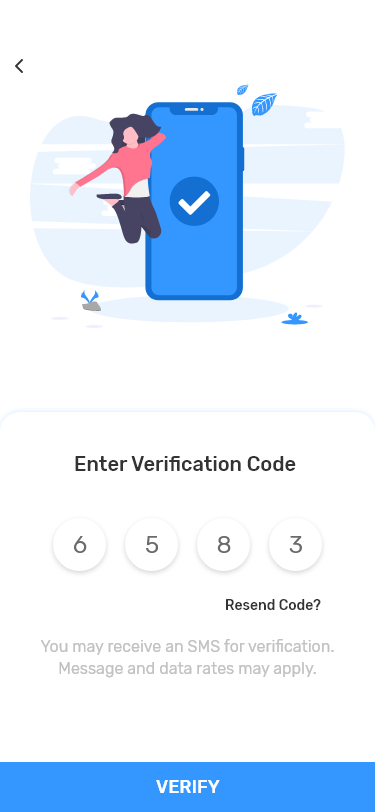 Enter Verification Code
6 5 8 3
Resend Code?
You may receive an SMS for verification.
Message and data rates may apply.
VERIFY